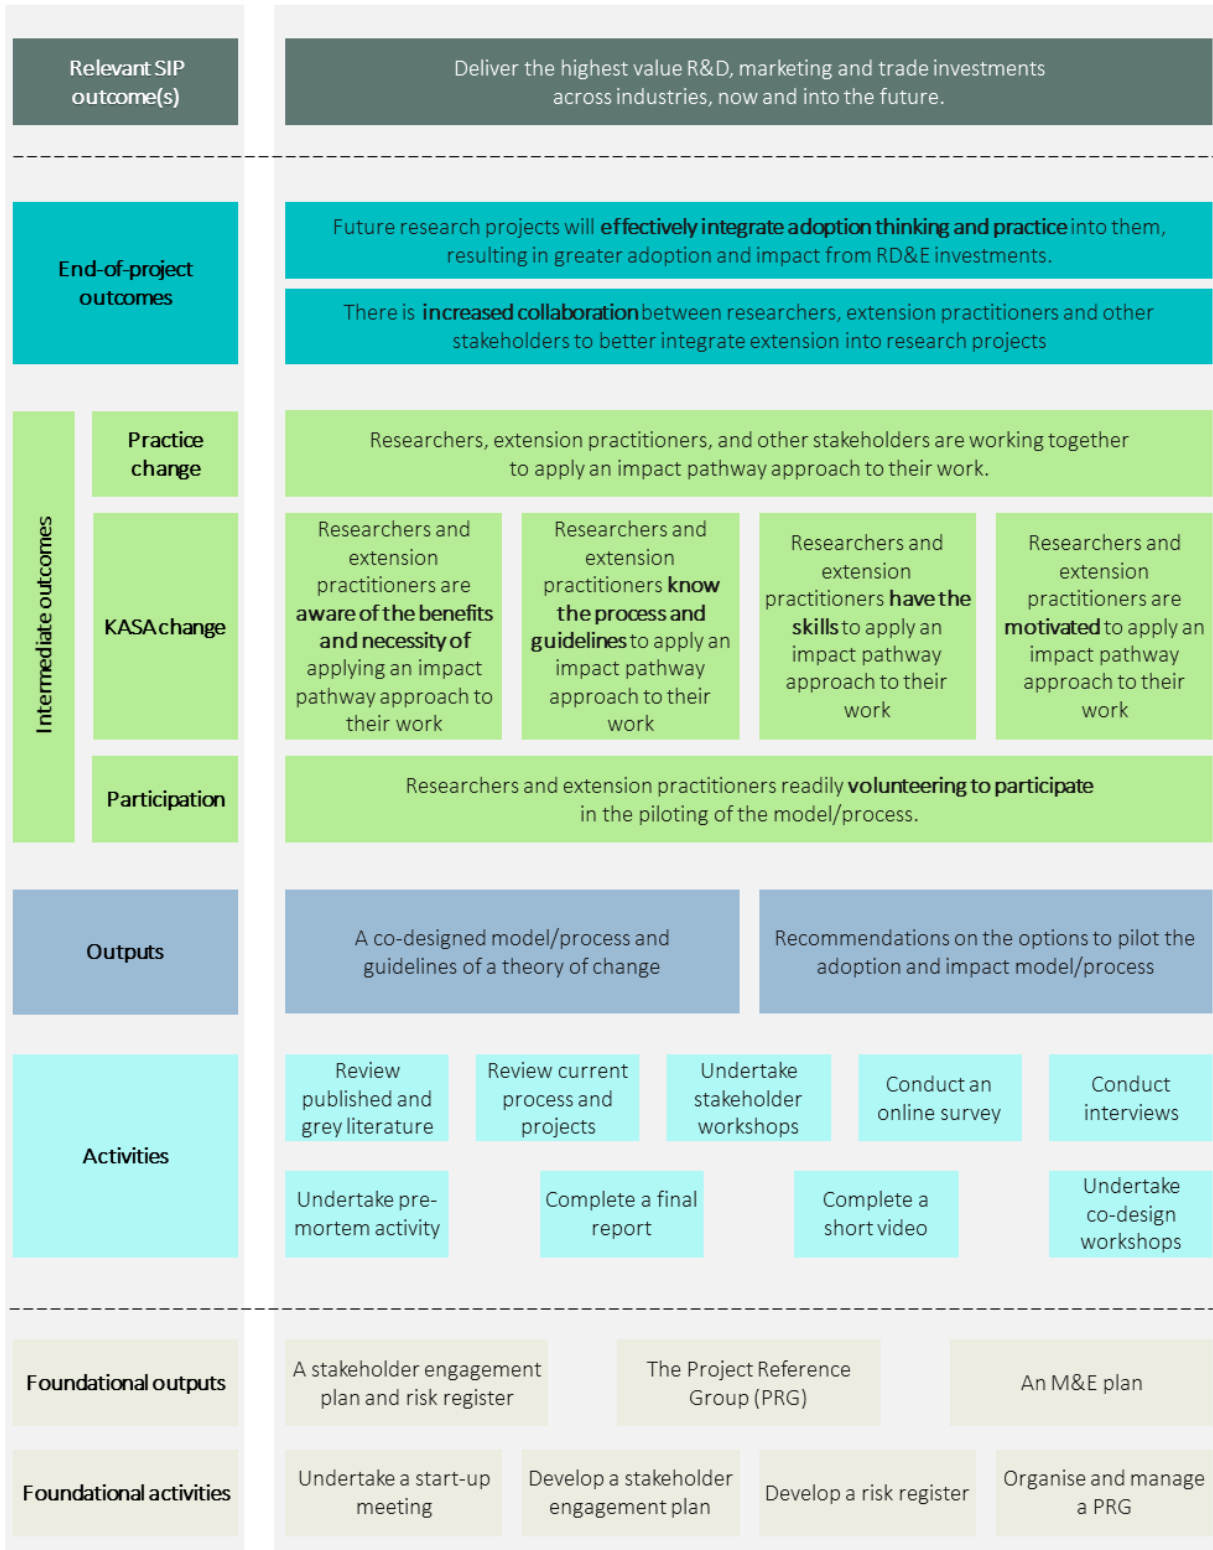 Relevant SIP
outcome(s)
Deliver the highest value R&D, marketing and trade investments
across industries, now and into the future.
End-of-project
outcomes
Future research projects will effectively integrate adoption thinking and practice into them,
resulting in greater adoption and impact from RD&E investments.
There is increased collaboration between researchers, extension practitioners and other
stakeholders to better integrate extension into research projects
Intermediate outcomes
Practice
change
Researchers, extension practitioners, and other stakeholders are working together
to apply an impact pathway approach to their work.
KASA change
Researchers and
extension
practitioners are
aware of the benefits
and necessity of
applying an impact
pathway approach to
their work
Researchers and
extension
practitioners know
the process and
guidelines to apply an
impact pathway
approach to their
work
Researchers and
extension
practitioners have the
skills to apply an
impact pathway
approach to their
work
Researchers and
extension
practitioners are
motivated to apply an
impact pathway
approach to their
work
Participation
Researchers and extension practitioners readily volunteering to participate
in the piloting of the model/process.
Outputs
A co-designed model/process and
guidelines of a theory of change
Recommendations on the options to pilot the
adoption and impact model/process
Activities
Review
published and
grey literature
Review current
process and
projects
Undertake
stakeholder
workshops
Conduct an
online survey
Conduct
interviews
Undertake pre-
mortem activity
Complete a final
report
Complete a
short video
Undertake
co-design
workshops
Foundational outputs
A stakeholder engagement
plan and risk register
The Project Reference
Group (PRG)
An M&E plan
Foundational activities
Undertake a start-up
meeting
Develop a stakeholder
engagement plan
Develop a risk register
Organise and manage
a PRG